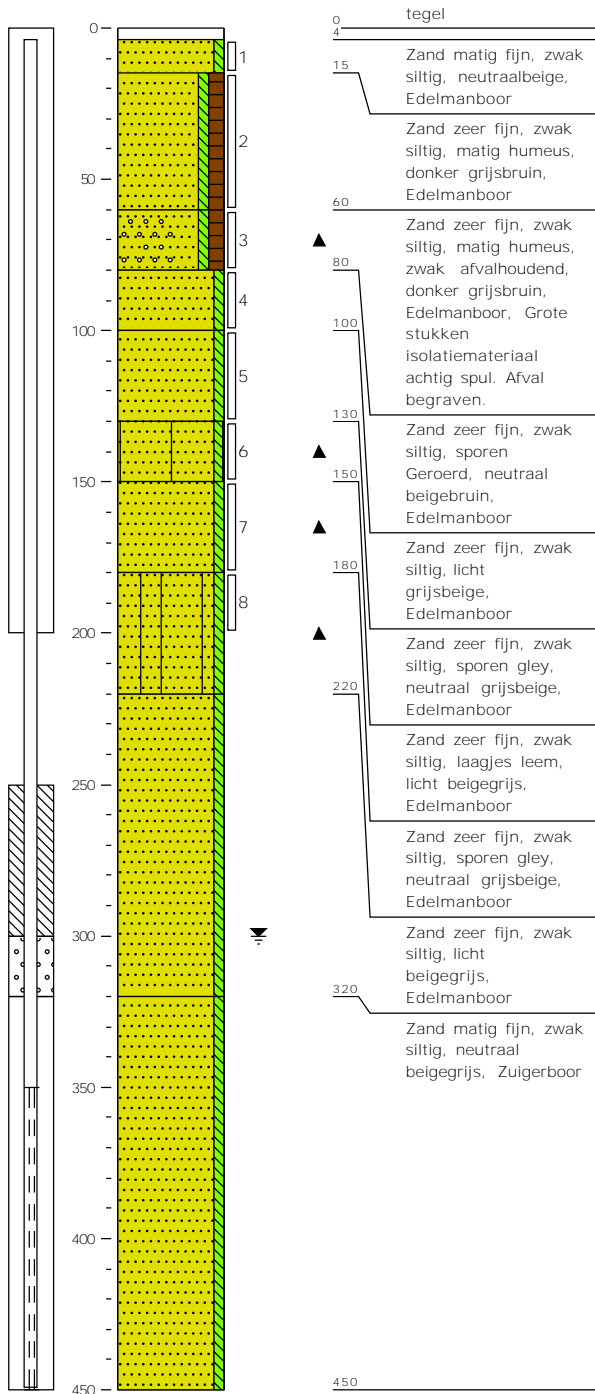 0
50
100
150
200
250
300
350
400
450
1
2
3
4
5
6
7
8
0
tegel
4
Zand matig fijn, zwak
siltig, neutraalbeige,
Edelmanboor
15
Zand zeer fijn, zwak
siltig, matig humeus,
donker grijsbruin,
Edelmanboor
60
Zand zeer fijn, zwak
siltig, matig humeus,
zwak afvalhoudend,
donker grijsbruin,
Edelmanboor, Grote
stukken
isolatiemateriaal
achtig spul. Afval
begraven.
80
Zand zeer fijn, zwak
siltig, sporen
Geroerd, neutraal
beigebruin,
Edelmanboor
100
Zand zeer fijn, zwak
siltig, licht
grijsbeige,
Edelmanboor
130
Zand zeer fijn, zwak
siltig, sporen gley,
neutraal grijsbeige,
Edelmanboor
150
Zand zeer fijn, zwak
siltig, laagjes leem,
licht beigegrijs,
Edelmanboor
180
Zand zeer fijn, zwak
siltig, sporen gley,
neutraal grijsbeige,
Edelmanboor
220
Zand zeer fijn, zwak
siltig, licht
beigegrijs,
Edelmanboor
320
Zand matig fijn, zwak
siltig, neutraal
beigegrijs, Zuigerboor
450